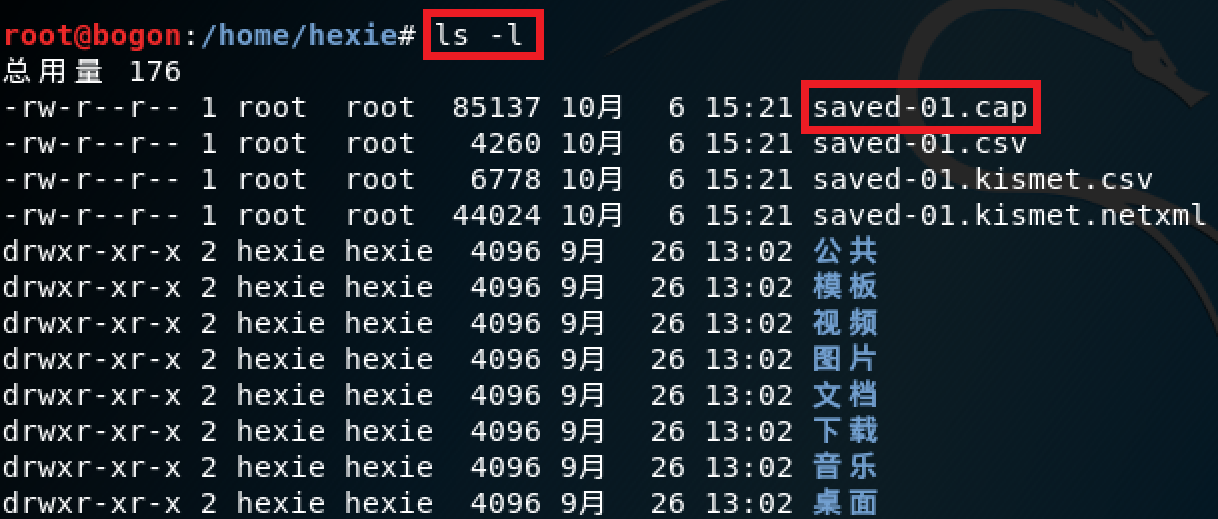 root@bogon:/home/hexie# ls -l
总用量 176
-rw-r--r-- 1 root  root  85137 10月   6 15:21 saved-01.cap
-rw-r--r-- 1 root  root   4260 10月   6 15:21 saved-01.csv
-rw-r--r-- 1 root  root   6778 10月   6 15:21 saved-01.kismet.csv
-rw-r--r-- 1 root  root  44024 10月   6 15:21 saved-01.kismet.netxml
drwxr-xr-x 2 hexie hexie  4096 9月   26 13:02 公共
drwxr-xr-x 2 hexie hexie  4096 9月   26 13:02 模板
drwxr-xr-x 2 hexie hexie  4096 9月   26 13:02 视频
drwxr-xr-x 2 hexie hexie  4096 9月   26 13:02 图片
drwxr-xr-x 2 hexie hexie  4096 9月   26 13:02 文档
drwxr-xr-x 2 hexie hexie  4096 9月   26 13:02 下载
drwxr-xr-x 2 hexie hexie  4096 9月   26 13:02 音乐
drwxr-xr-x 2 hexie hexie  4096 9月   26 13:02 桌面